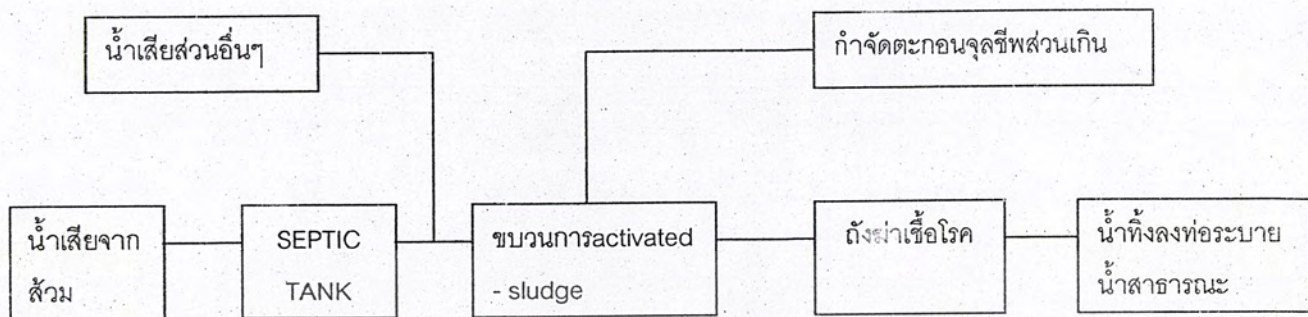 น้ำเสียส่วนอื่นๆ
กำจัดตะกอนจุลชีพส่วนเกิน
น้ำเสียจาก
ส้วม
SEPTIC
TANK
ขบวนการactivated
- sludge
ถังฆ่าเชื้อโรค
น้ำทิ้งลงท่อระบาย
น้ำสาธารณะ